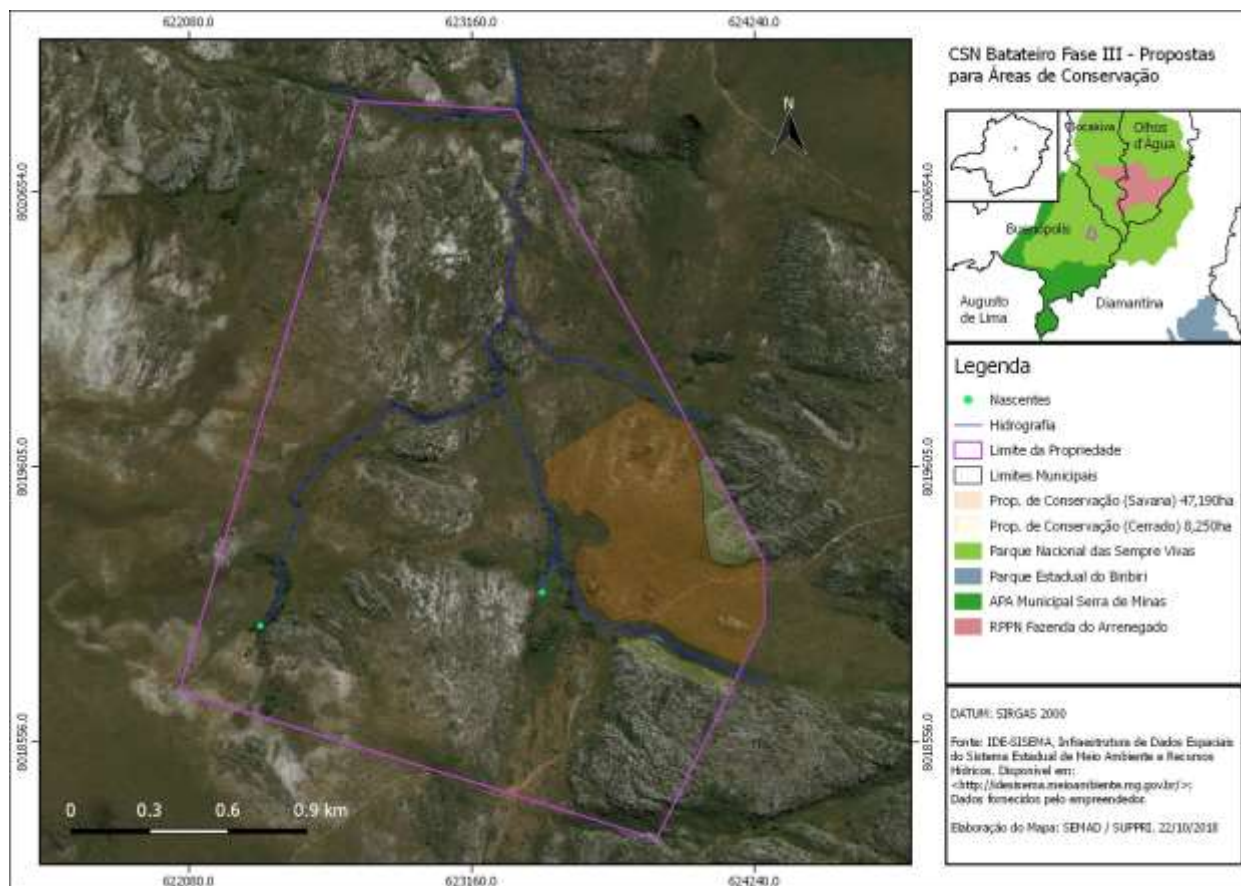 622080.0
623160.0
624240.0
8020654.0
8020654.0
8019605.0
8019605.0
8018556.0
8018556.0
N
0 0.3 0.6 0.9 km
622080.0
623160.0
624240.0
CSN Batateiro Fase III - Propostas
para Áreas de Conservação
Bocaiúva
Olhos
d'Água
Buenópolis
Augusto
de Lima
Diamantina
Legenda
Nascentes
Hidrografia
Limite da Propriedade
Limites Municipais
Prop. de Conservação (Savana) 47,190ha
Prop. de Conservação (Cerrado) 8,250ha
Parque Nacional das Sempre Vivas
Parque Estadual do Biribiri
APA Municipal Serra de Minas
RPPN Fazenda do Arrenegado
DATUM: SIRGAS 2000
Fonte: IDE-SISEMA, Infraestrutura de Dados Espaciais
do Sistema Estadual de Meio Ambiente e Recursos
Hídricos. Disponível em:
<http://idesisema.meioambiente.mg.gov.br/>;
Dados fornecidos pelo empreendedor.
Elaboração do Mapa: SEMAD / SUPPRI. 22/10/2018